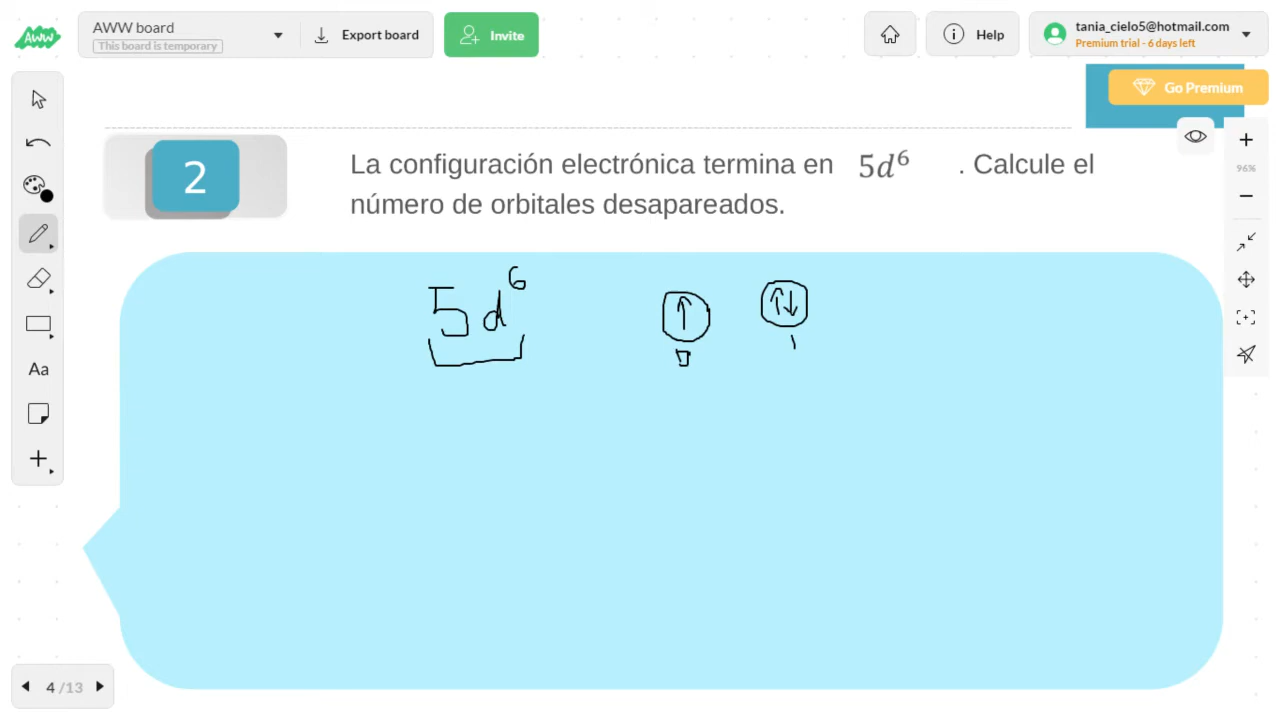 AWW
AWW board
This board is temporary
Export board
Invite
Help
tania_cielo5@hotmail.com
Premium trial - 6 days left
Go Premium
96%
2
La configuración electrónica termina en 5d⁶ . Calcule el
número de orbitales desapareados.
5d⁶ ↑ ↑↓
Aa
4 /13